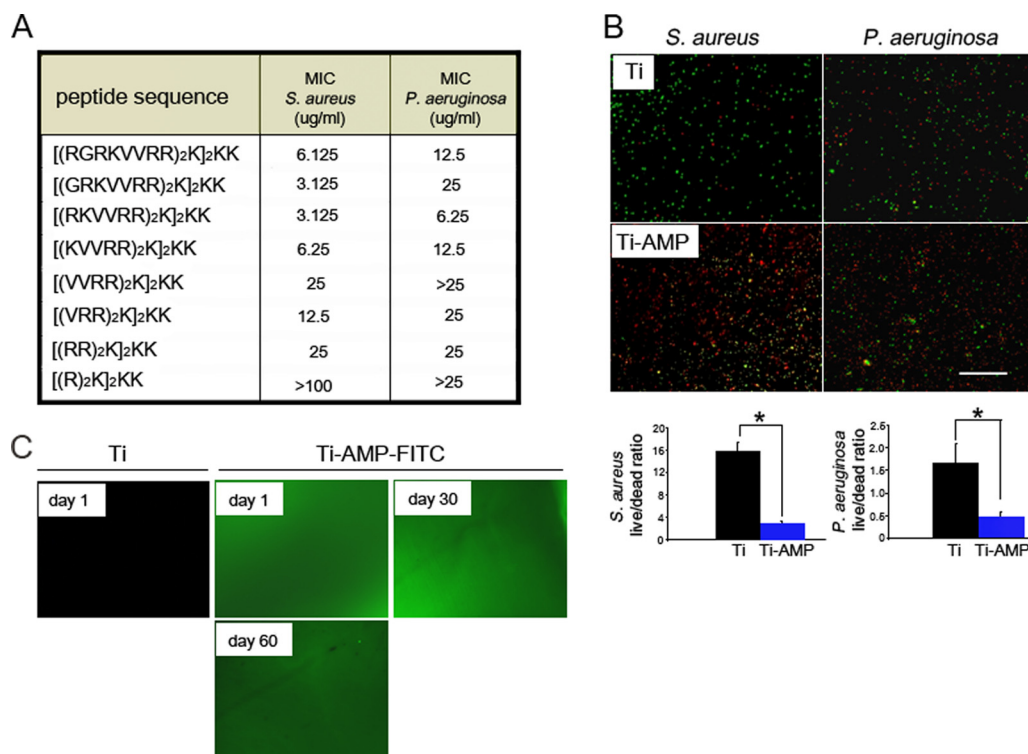 A
peptide sequence
MIC
S. aureus
(ug/ml)
MIC
P. aeruginosa
(ug/ml)
[(RGRKVVRR)₂K]₂KK 6.125 12.5
[(GRKVVRR)₂K]₂KK 3.125 25
[(RKVVRR)₂K]₂KK 3.125 6.25
[(KVVRR)₂K]₂KK 6.25 12.5
[(VVRR)₂K]₂KK 25 >25
[(VRR)₂K]₂KK 12.5 25
[(RR)₂K]₂KK 25 25
[(R)₂K]₂KK >100 >25
B
S. aureus P. aeruginosa
Ti
Ti-AMP
S. aureus
live/dead ratio
20
16
12
8
4
0
*
Ti Ti-AMP
P. aeruginosa
live/dead ratio
2.6
2.0
1.5
1.0
0.5
0
*
Ti Ti-AMP
C
Ti Ti-AMP-FITC
day 1 day 1 day 30
day 60